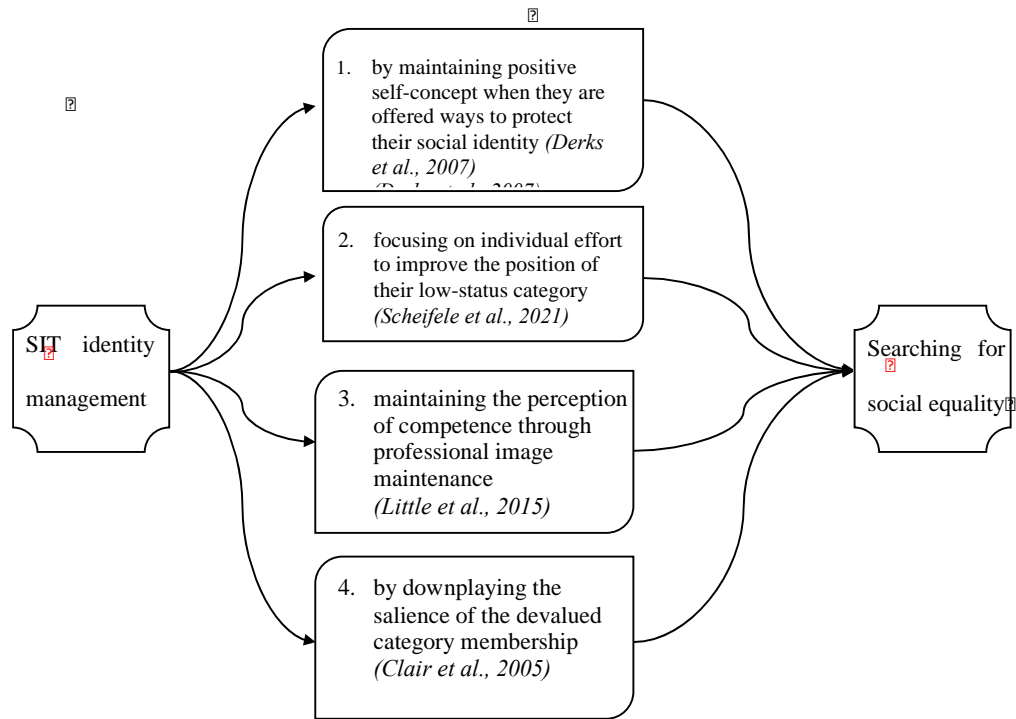 SIT identity
management
1. by maintaining positive
self-concept when they are
offered ways to protect
their social identity (Derks
et al., 2007)
2. focusing on individual effort
to improve the position of
their low-status category
(Scheifele et al., 2021)
3. maintaining the perception
of competence through
professional image
maintenance
(Little et al., 2015)
4. by downplaying the
salience of the devalued
category membership
(Clair et al., 2005)
Searching for
social equality